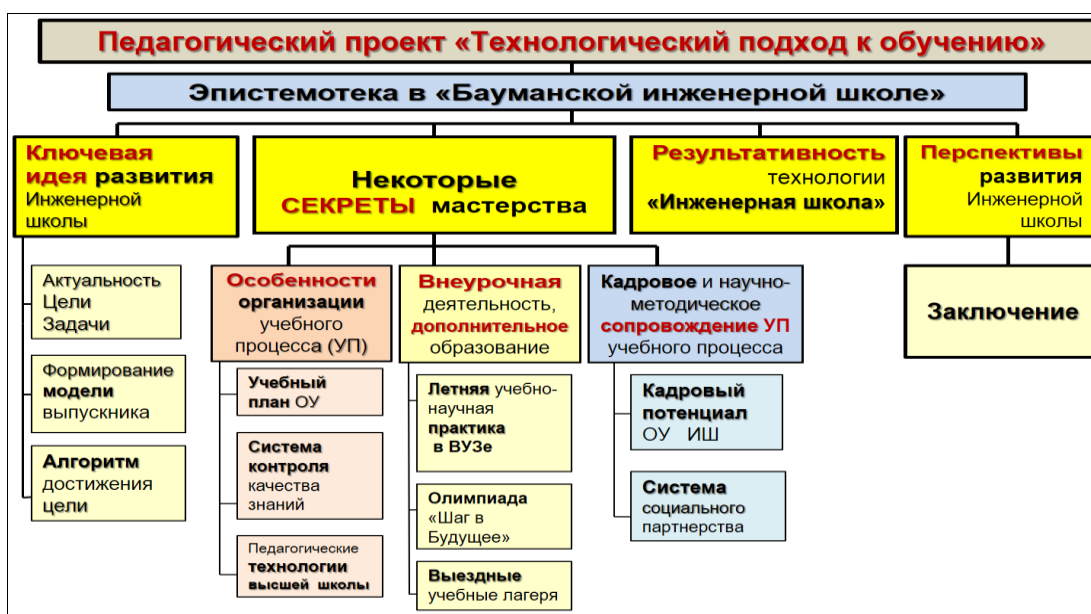 Педагогический проект «Технологический подход к обучению»
Эпистемотека в «Бауманской инженерной школе»
Ключевая
идея развития
Инженерной
школы
Некоторые
СЕКРЕТЫ мастерства
Результативность
технологии
«Инженерная школа»
Перспективы
развития
Инженерной
школы
Актуальность
Цели
Задачи
Формирование
модели
выпускника
Алгоритм
достижения
цели
Особенности
организации
учебного
процесса (УП)
Учебный
план ОУ
Система
контроля
качества
знаний
Педагогические
технологии
высшей школы
Внеурочная
деятельность,
дополнительное
образование
Летняя учебно-
научная
практика
в ВУЗе
Олимпиада
«Шаг в
Будущее»
Выездные
учебные лагеря
Кадровое и научно-
методическое
сопровождение УП
учебного процесса
Кадровый
потенциал
ОУ ИШ
Система
социального
партнерства
Заключение